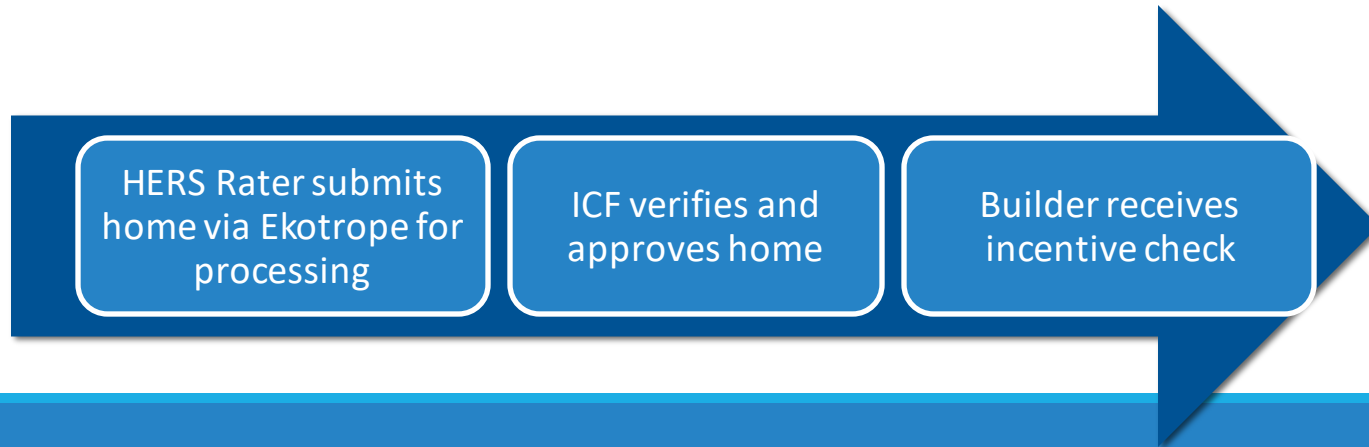 HERS Rater submits
home via Ekotrope for
processing
ICF verifies and
approves home
Builder receives
incentive check